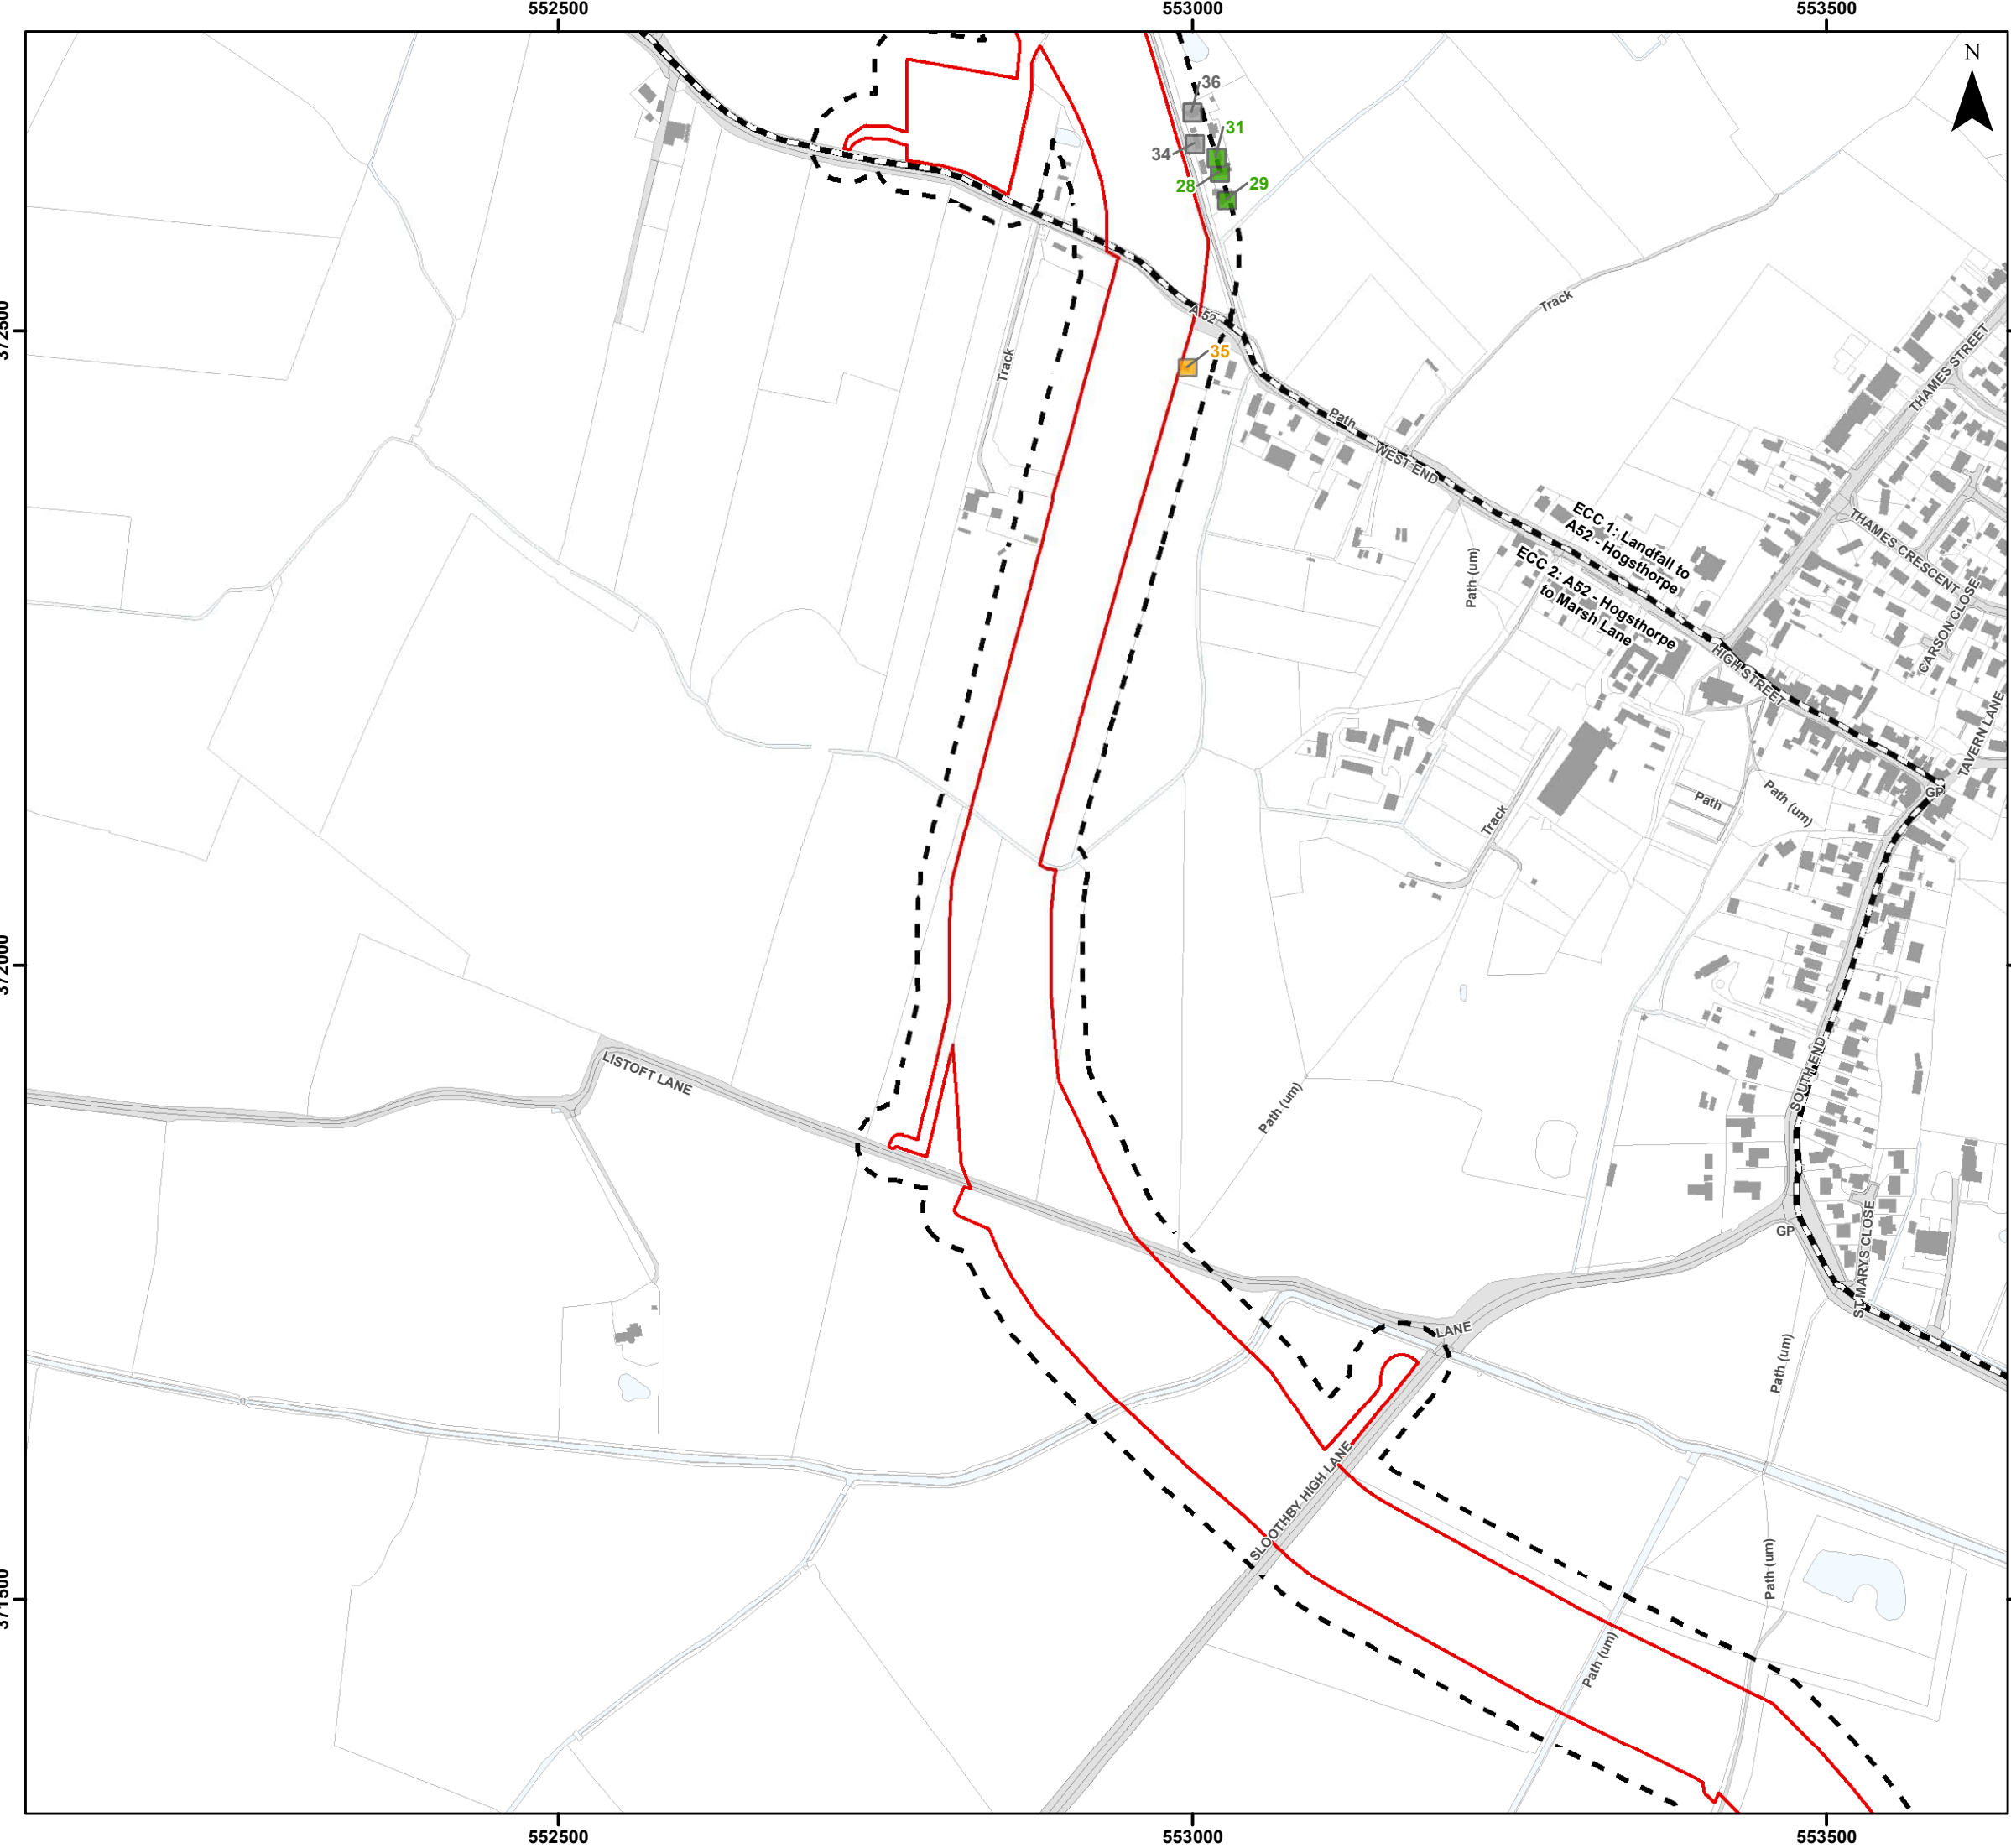 552500
553000
553500
N
36
31
34
28
29
372500
A 52
35
Track
Track
THAMES STREET
Path
WEST END
THAMES CRESCENT
ECC 1: Landfall to
A52 - Hogsthorpe
ECC 2: A52 - Hogsthorpe
to Marsh Lane
Path (um)
CARSON CLOSE
HIGH STREET
TAVERN LANE
GP
Path
Path (um)
Track
372000
LISTOFT LANE
SOUTH END
Path (um)
GP
ST MARYS CLOSE
LANE
Path (um)
SLOOTHBY HIGH LANE
371500
Path (um)
Path (um)
552500
553000
553500